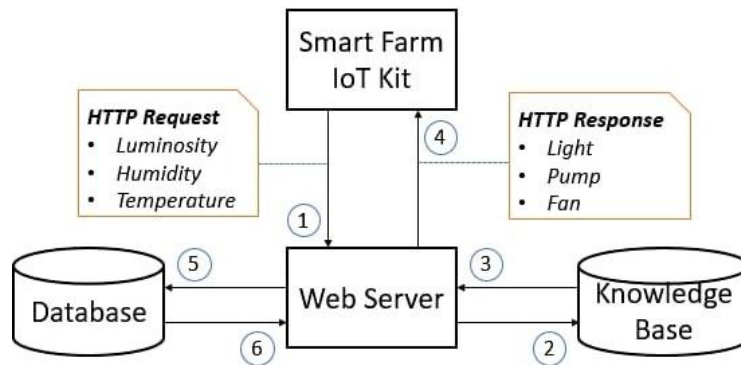 Smart Farm
IoT Kit
HTTP Request
• Luminosity
• Humidity
• Temperature
HTTP Response
• Light
• Pump
• Fan
4
1
5
3
Database
Web Server
Knowledge
Base
6
2